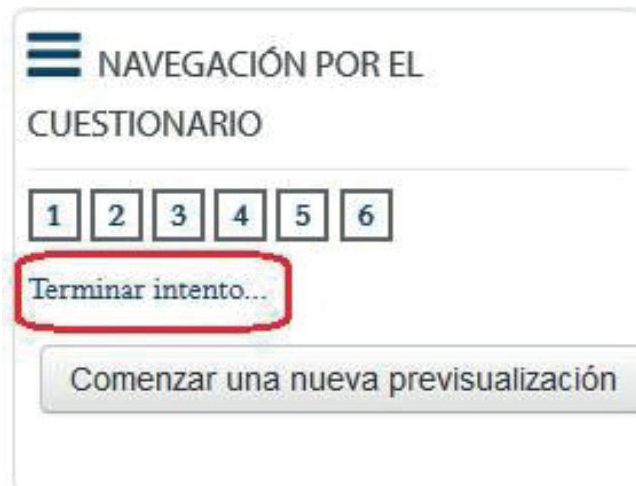 NAVEGACIÓN POR EL
CUESTIONARIO
1 2 3 4 5 6
Terminar intento...
Comenzar una nueva previsualización